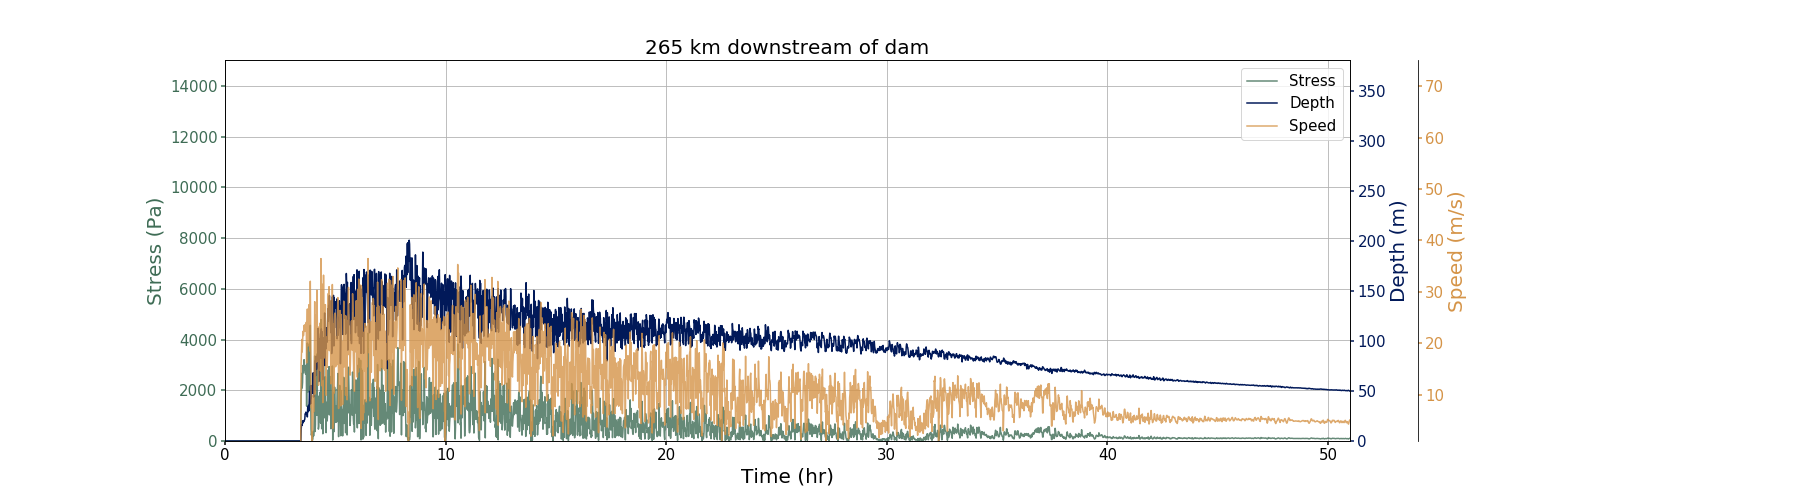 265 km downstream of dam
Stress (Pa)
14000
12000
10000
8000
6000
4000
2000
0
0 10 20 30 40 50
Time (hr)
Stress
Depth
Speed
350
300
250
200
150
100
50
0
Depth (m)
70
60
50
40
30
20
10
Speed (m/s)